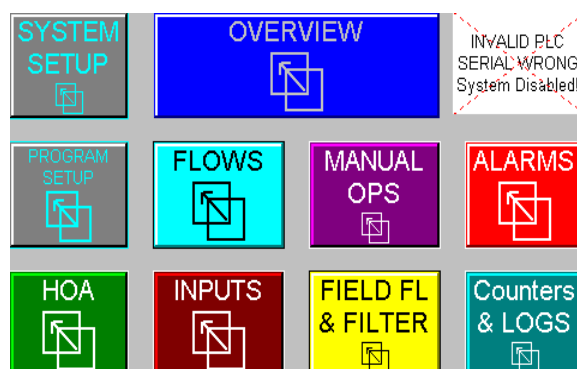 SYSTEM
SETUP
OVERVIEW
INVALID PLC
SERIAL WRONG
System Disabled!
PROGRAM
SETUP
FLOWS
MANUAL
OPS
ALARMS
HOA
INPUTS
FIELD FL
& FILTER
Counters
& LOGS